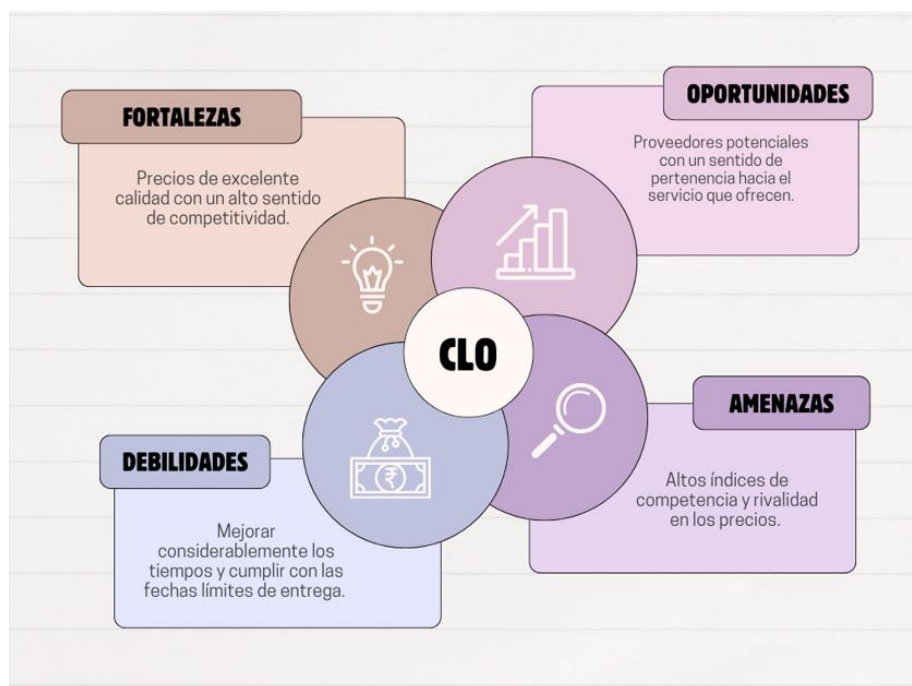 FORTALEZAS
Precios de excelente
calidad con un alto sentido
de competitividad.
OPORTUNIDADES
Proveedores potenciales
con un sentido de
pertenencia hacia el
servicio que ofrecen.
CLO
DEBILIDADES
Mejorar
considerablemente los
tiempos y cumplir con las
fechas límites de entrega.
AMENAZAS
Altos índices de
competencia y rivalidad
en los precios.
₹